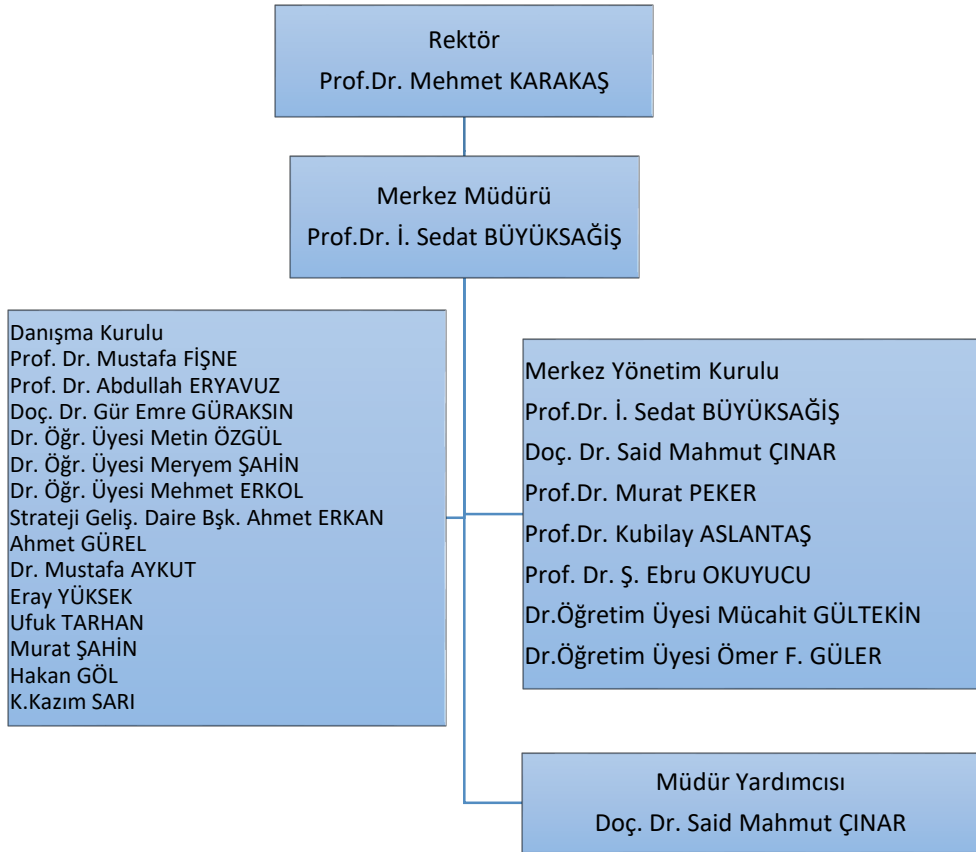 Rektör
Prof.Dr. Mehmet KARAKAŞ
Merkez Müdürü
Prof.Dr. İ. Sedat BÜYÜKSAĞİŞ
Danışma Kurulu
Prof. Dr. Mustafa FİŞNE
Prof. Dr. Abdullah ERYAVUZ
Doç. Dr. Gür Emre GÜRAKSIN
Dr. Öğr. Üyesi Metin ÖZGÜL
Dr. Öğr. Üyesi Meryem ŞAHİN
Dr. Öğr. Üyesi Mehmet ERKOL
Strateji Geliş. Daire Bşk. Ahmet ERKAN
Ahmet GÜREL
Dr. Mustafa AYKUT
Eray YÜKSEK
Ufuk TARHAN
Murat ŞAHİN
Hakan GÖL
K.Kazım SARI
Merkez Yönetim Kurulu
Prof.Dr. İ. Sedat BÜYÜKSAĞİŞ
Doç. Dr. Said Mahmut ÇINAR
Prof.Dr. Murat PEKER
Prof.Dr. Kubilay ASLANTAŞ
Prof. Dr. Ş. Ebru OKUYUCU
Dr.Öğretim Üyesi Mücahit GÜLTEKİN
Dr.Öğretim Üyesi Ömer F. GÜLER
Müdür Yardımcısı
Doç. Dr. Said Mahmut ÇINAR